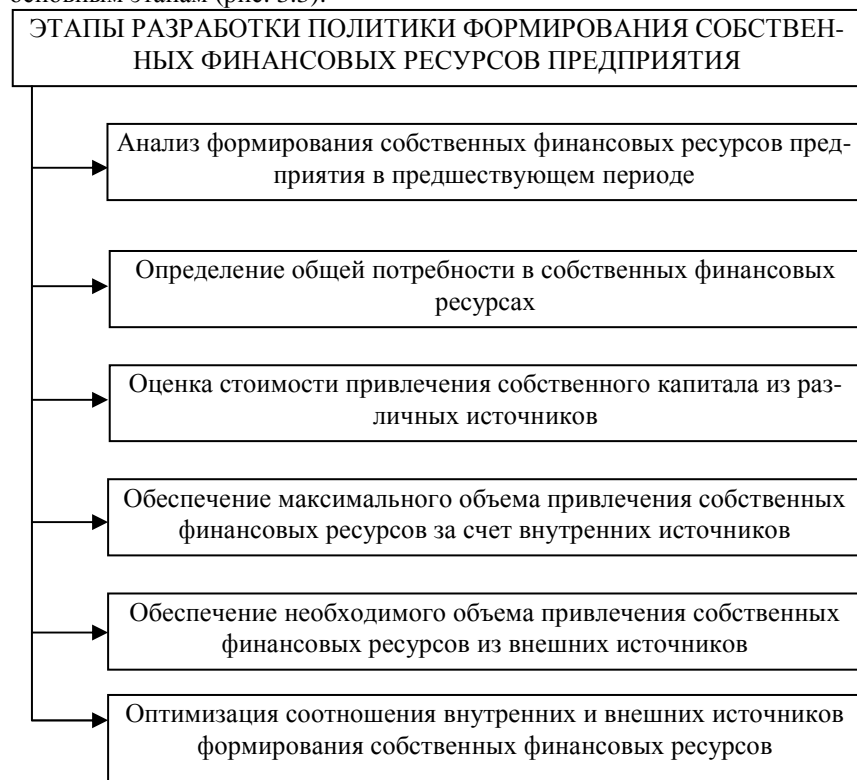 основным этапам (рис. 3.3).
ЭТАПЫ РАЗРАБОТКИ ПОЛИТИКИ ФОРМИРОВАНИЯ СОБСТВЕН-
НЫХ ФИНАНСОВЫХ РЕСУРСОВ ПРЕДПРИЯТИЯ
Анализ формирования собственных финансовых ресурсов пред-
приятия в предшествующем периоде
Определение общей потребности в собственных финансовых
ресурсах
Оценка стоимости привлечения собственного капитала из раз-
личных источников
Обеспечение максимального объема привлечения собственных
финансовых ресурсов за счет внутренних источников
Обеспечение необходимого объема привлечения собственных
финансовых ресурсов из внешних источников
Оптимизация соотношения внутренних и внешних источников
формирования собственных финансовых ресурсов